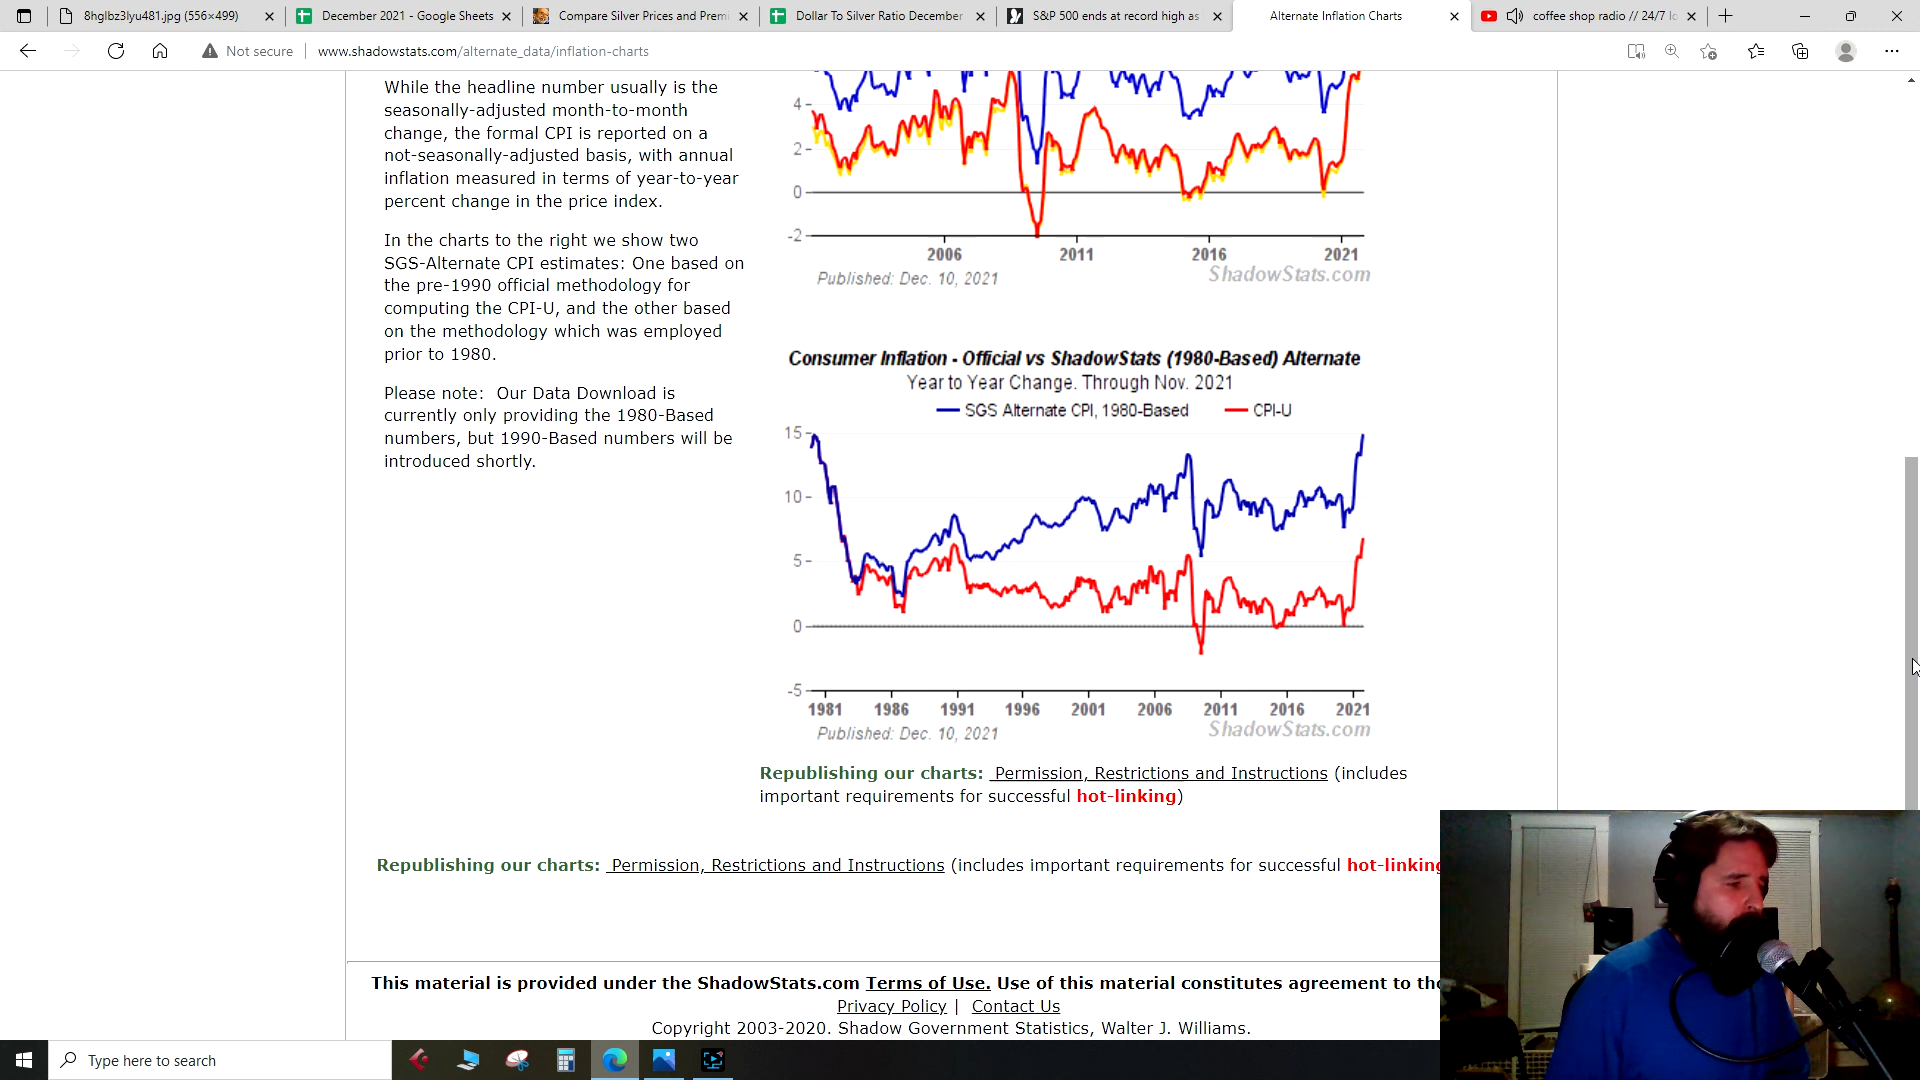 8hglbz3lyu481.jpg (556×499)
December 2021 - Google Sheets
Compare Silver Prices and Premi
Dollar To Silver Ratio December
S&P 500 ends at record high as
Alternate Inflation Charts
coffee shop radio // 24/7 lo
Not secure
www.shadowstats.com/alternate_data/inflation-charts
While the headline number usually is the
seasonally-adjusted month-to-month
change, the formal CPI is reported on a
not-seasonally-adjusted basis, with annual
inflation measured in terms of year-to-year
percent change in the price index.
In the charts to the right we show two
SGS-Alternate CPI estimates: One based on
the pre-1990 official methodology for
computing the CPI-U, and the other based
on the methodology which was employed
prior to 1980.
Please note: Our Data Download is
currently only providing the 1980-Based
numbers, but 1990-Based numbers will be
introduced shortly.
4
2
0
-2
2006 2011 2016 2021
Published: Dec. 10, 2021
ShadowStats.com
Consumer Inflation - Official vs ShadowStats (1980-Based) Alternate
Year to Year Change. Through Nov. 2021
SGS Alternate CPI, 1980-Based CPI-U
15
10
5
0
-5
1981 1986 1991 1996 2001 2006 2011 2016 2021
Published: Dec. 10, 2021
ShadowStats.com
Republishing our charts: Permission, Restrictions and Instructions (includes
important requirements for successful hot-linking)
Republishing our charts: Permission, Restrictions and Instructions (includes important requirements for successful hot-linking
This material is provided under the ShadowStats.com Terms of Use. Use of this material constitutes agreement to tho
Privacy Policy | Contact Us
Copyright 2003-2020. Shadow Government Statistics, Walter J. Williams.
Type here to search